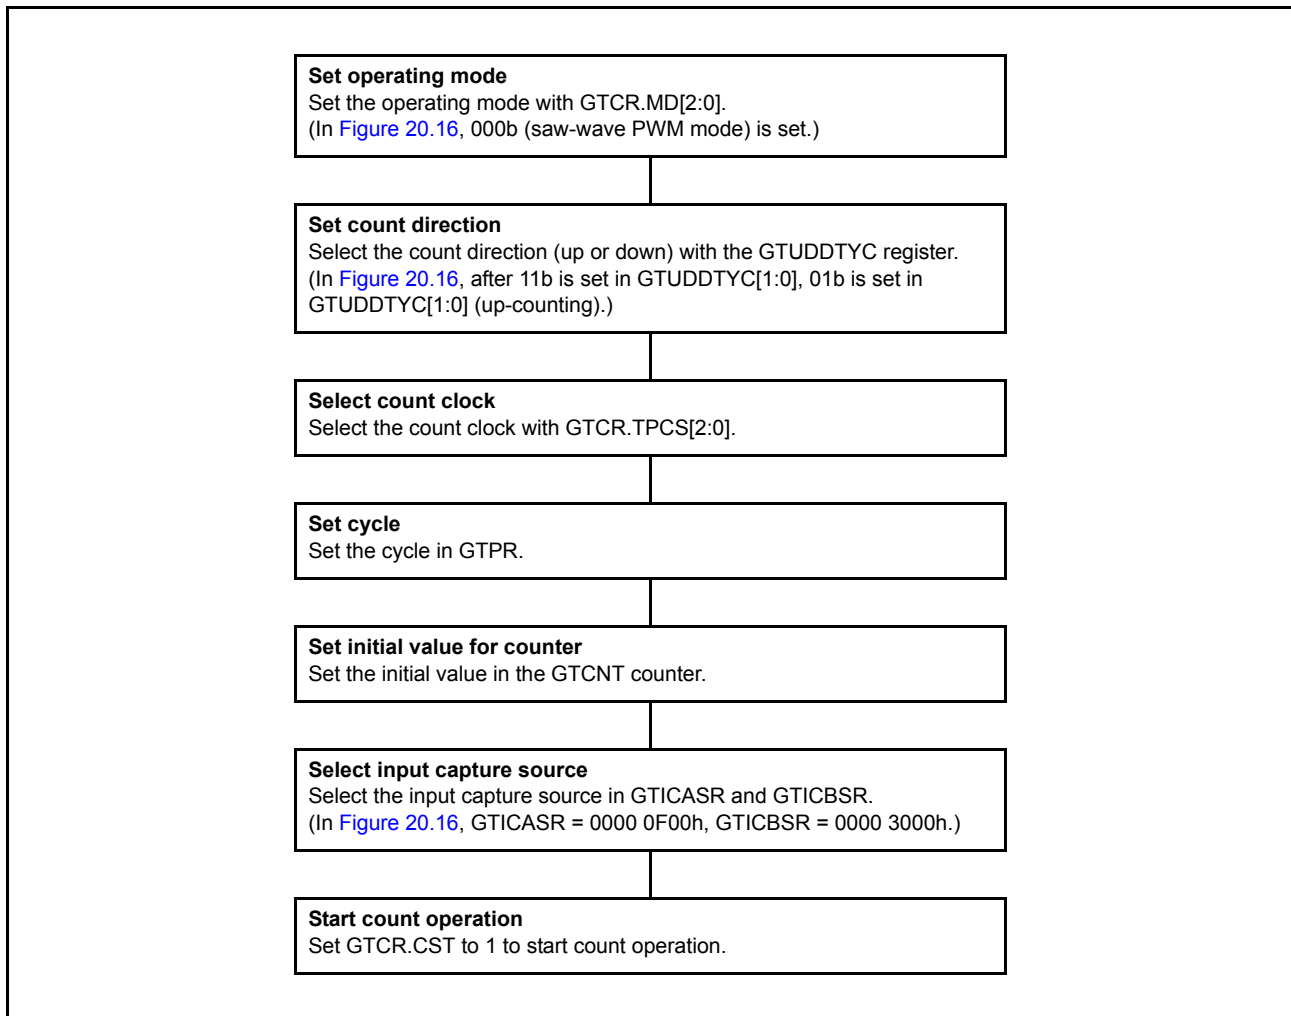 Set operating mode
Set the operating mode with GTCR.MD[2:0].
(In Figure 20.16, 000b (saw-wave PWM mode) is set.)
Set count direction
Select the count direction (up or down) with the GTUDDTYC register.
(In Figure 20.16, after 11b is set in GTUDDTYC[1:0], 01b is set in
GTUDDTYC[1:0] (up-counting).)
Select count clock
Select the count clock with GTCR.TPCS[2:0].
Set cycle
Set the cycle in GTPR.
Set initial value for counter
Set the initial value in the GTCNT counter.
Select input capture source
Select the input capture source in GTICASR and GTICBSR.
(In Figure 20.16, GTICASR = 0000 0F00h, GTICBSR = 0000 3000h.)
Start count operation
Set GTCR.CST to 1 to start count operation.